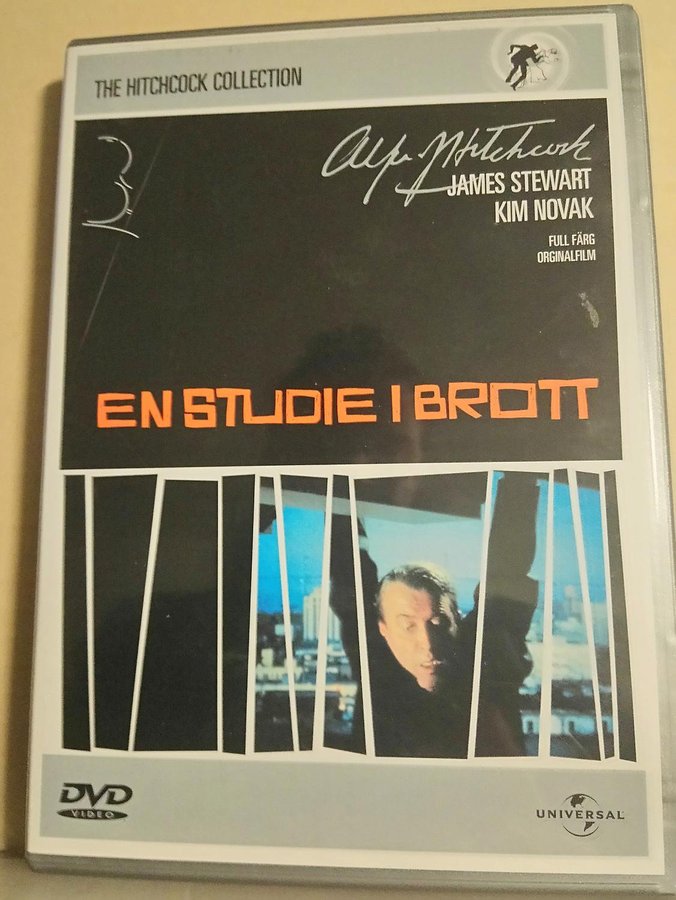 THE HITCHCOCK COLLECTION
Alfred Hitchcock
JAMES STEWART
KIM NOVAK
FULL FÄRG
ORGINALFILM
EN STUDIE I BROTT
DVD
VIDEO
UNIVERSAL